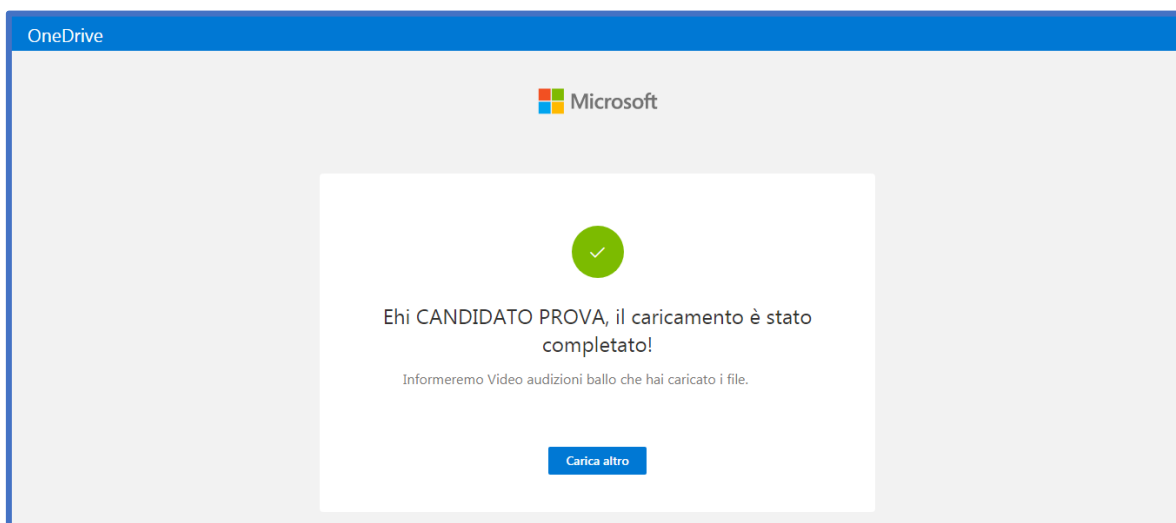 OneDrive
Microsoft
Ehi CANDIDATO PROVA, il caricamento è stato
completato!
Informeremo Video audizioni ballo che hai caricato i file.
Carica altro